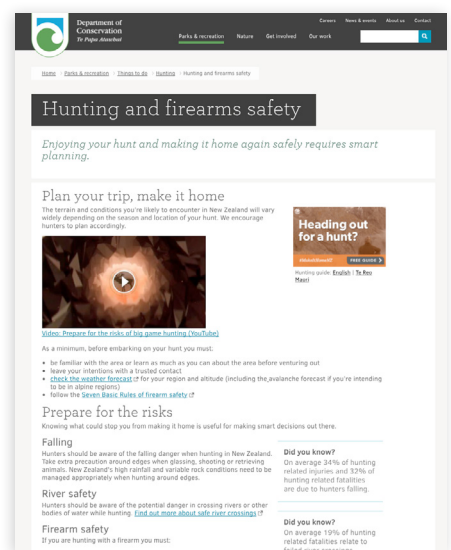 Department of
Conservation
Te Papa Atawhai
Careers News & events About us Contact
Parks & recreation Nature Get involved Our work
Home Parks & recreation Things to do Hunting Hunting and firearms safety
Hunting and firearms safety
Enjoying your hunt and making it home again safely requires smart
planning.
Plan your trip, make it home
The terrain and conditions you're likely to encounter in New Zealand will vary
widely depending on the season and location of your hunt. We encourage
hunters to plan accordingly.
Heading out
for a hunt?
FREE GUIDE
Hunting guide: English | Te Reo
Maori
Video: Prepare for the risks of big game hunting (YouTube)
As a minimum, before embarking on your hunt you must:
• be familiar with the area or learn as much as you can about the area before venturing out
• leave your intentions with a trusted contact
• check the weather forecast for your region and altitude (including the avalanche forecast if you're intending
to be in alpine regions)
• follow the Seven Basic Rules of firearm safety
Prepare for the risks
Knowing what could stop you from making it home is useful for making smart decisions out there.
Falling
Hunters should be aware of the falling danger when hunting in New Zealand.
Take extra precaution around edges when glassing, shooting or retrieving
animals. New Zealand's high rainfall and variable rock conditions need to be
managed appropriately when hunting around edges.
Did you know?
On average 34% of hunting
related injuries and 32% of
hunting related fatalities
are due to hunters falling.
River safety
Hunters should be aware of the potential danger in crossing rivers or other
bodies of water while hunting. Find out more about safe river crossings
Did you know?
On average 19% of hunting
related fatalities relate to
failed river crossings
Firearm safety
If you are hunting with a firearm you must: